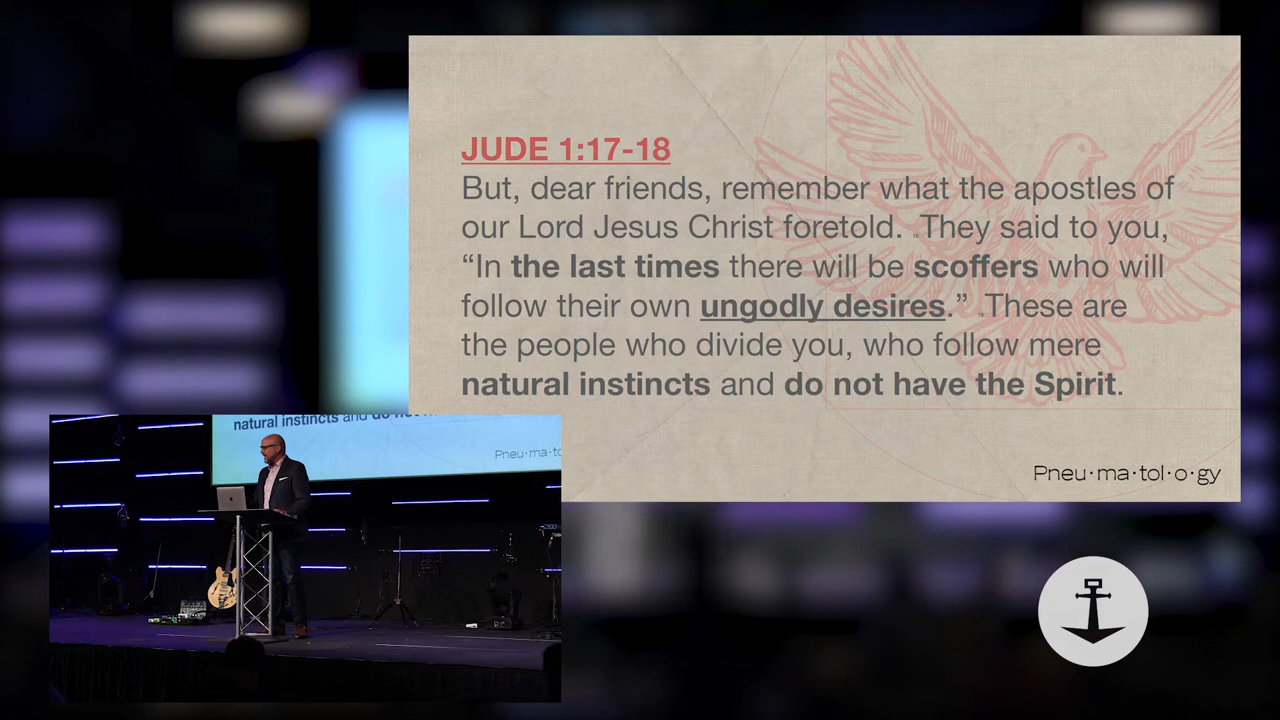 JUDE 1:17-18
But, dear friends, remember what the apostles of
our Lord Jesus Christ foretold. They said to you,
“In the last times there will be scoffers who will
follow their own ungodly desires.” These are
the people who divide you, who follow mere
natural instincts and do not have the Spirit.
Pneu·ma·tol·o·gy
natural instincts and do not
Pneu·ma·to